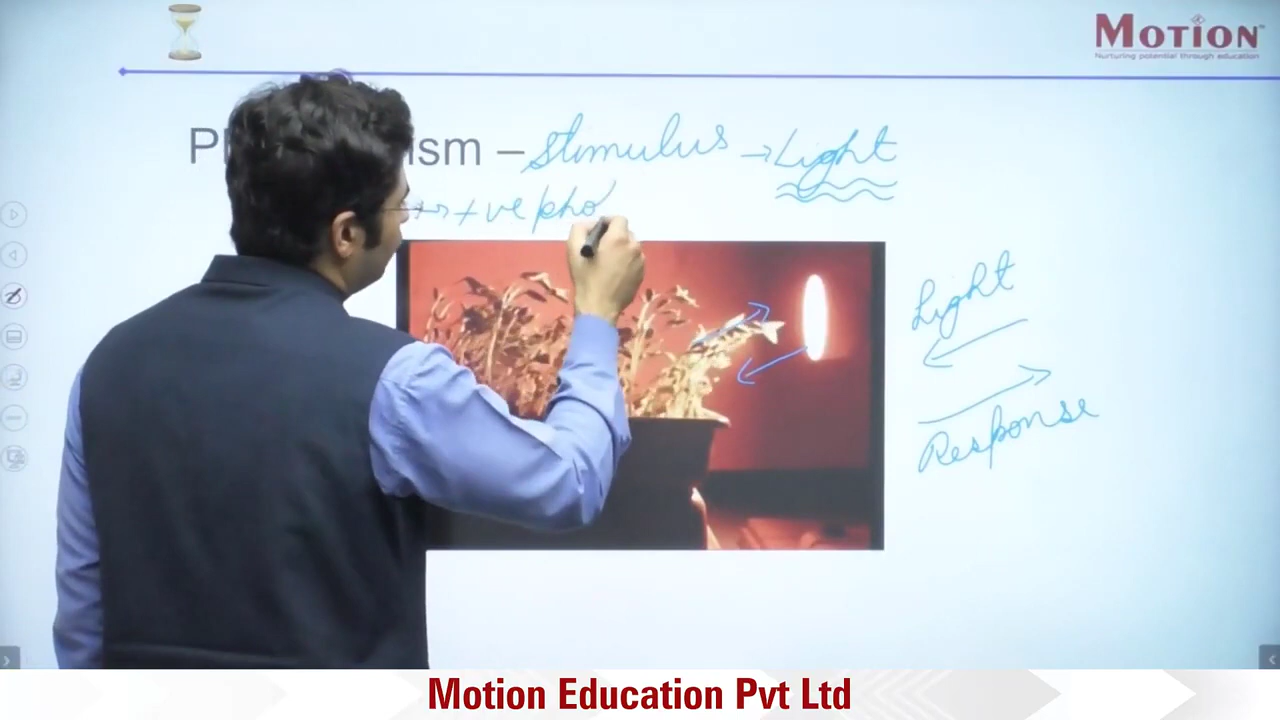 MOTION
Nurturing potential through education
ism – Stimulus → Light
→ +ve pho
Light
Response
Motion Education Pvt Ltd